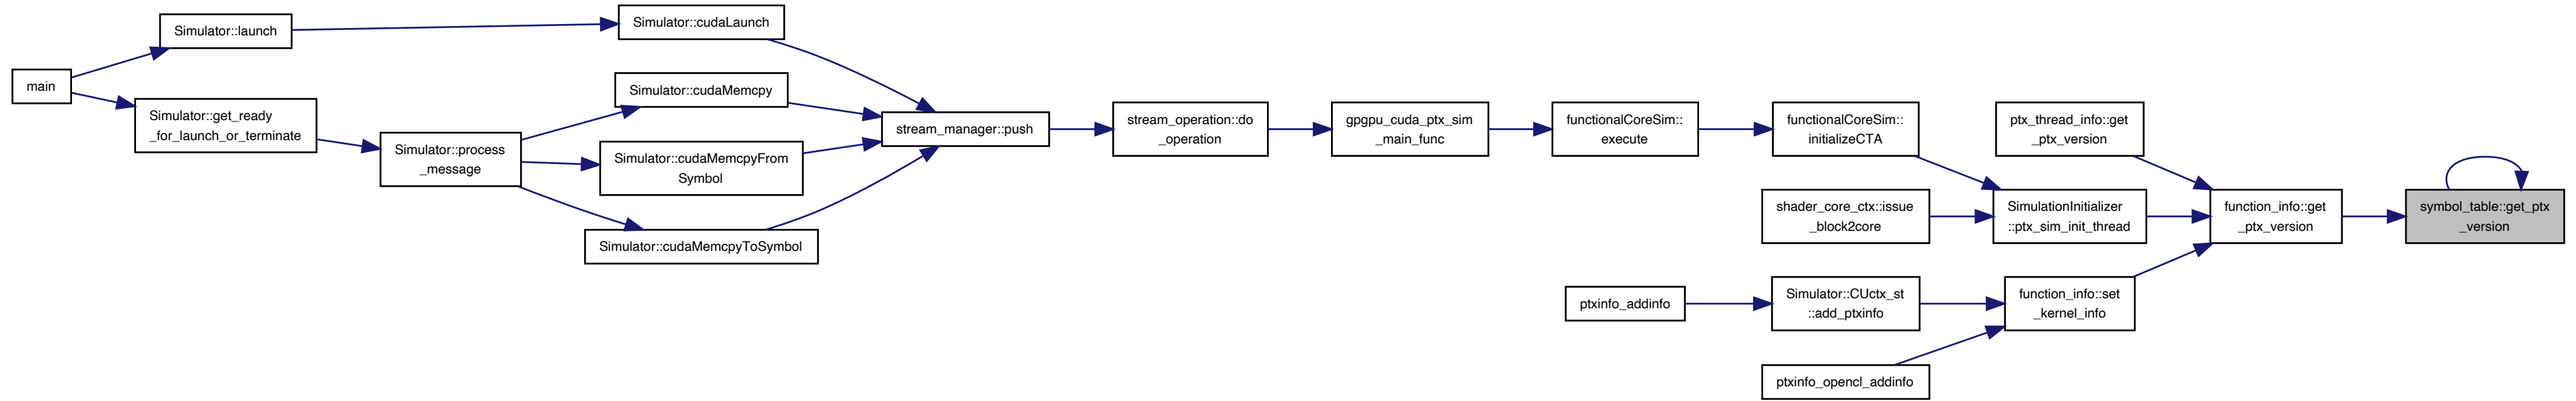 main
Simulator::launch
Simulator::get_ready
_for_launch_or_terminate
Simulator::process
_message
Simulator::cudaLaunch
Simulator::cudaMemcpy
Simulator::cudaMemcpyFrom
Symbol
Simulator::cudaMemcpyToSymbol
stream_manager::push
stream_operation::do
_operation
gpgpu_cuda_ptx_sim
_main_func
functionalCoreSim::
execute
functionalCoreSim::
initializeCTA
shader_core_ctx::issue
_block2core
ptxinfo_addinfo
Simulator::CUctx_st
::add_ptxinfo
ptxinfo_opencl_addinfo
ptx_thread_info::get
_ptx_version
SimulationInitializer
::ptx_sim_init_thread
function_info::set
_kernel_info
function_info::get
_ptx_version
symbol_table::get_ptx
_version